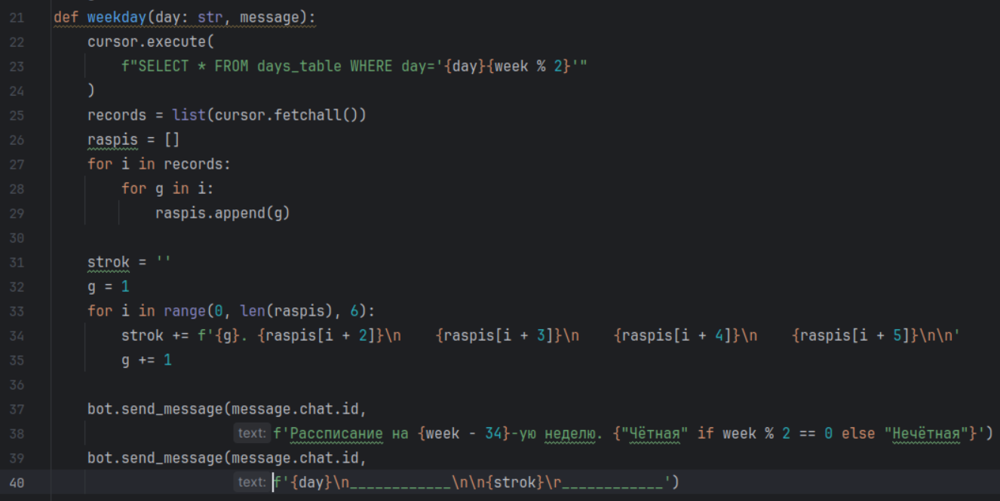 21 def weekday(day: str, message):
22     cursor.execute(
23         f"SELECT * FROM days_table WHERE day='{day}{week % 2}'"
24     )
25     records = list(cursor.fetchall())
26     raspis = []
27     for i in records:
28         for g in i:
29             raspis.append(g)
30
31     strok = ''
32     g = 1
33     for i in range(0, len(raspis), 6):
34         strok += f'{g}. {raspis[i + 2]}\n    {raspis[i + 3]}\n    {raspis[i + 4]}\n    {raspis[i + 5]}\n\n'
35         g += 1
36
37     bot.send_message(message.chat.id,
38                      text: f'Рассписание на {week - 34}-ую неделю. {"Чётная" if week % 2 == 0 else "Нечётная"}')
39     bot.send_message(message.chat.id,
40                      text: f'{day}\n____________\n\n{strok}\r____________')